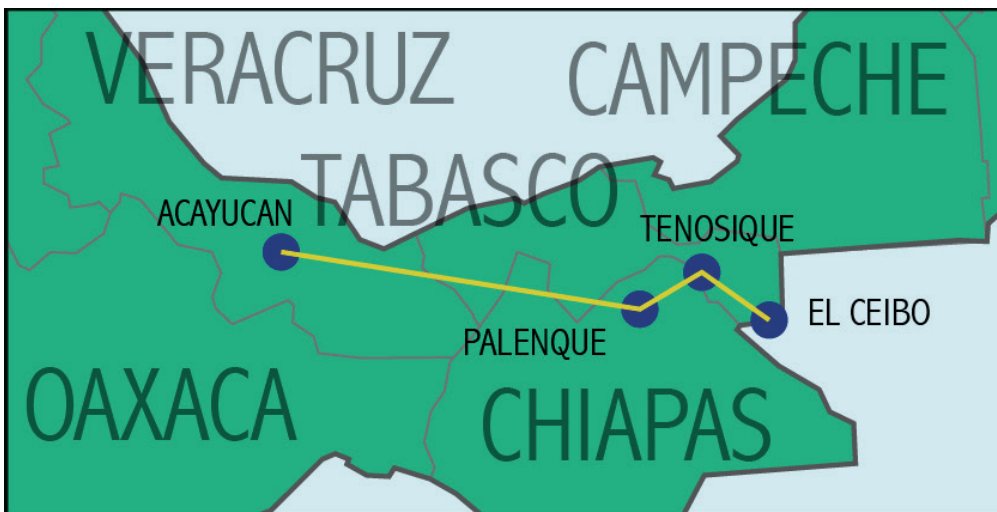 VERACRUZ
CAMPECHE
TABASCO
ACAYUCAN
TENOSIQUE
EL CEIBO
PALENQUE
OAXACA
CHIAPAS